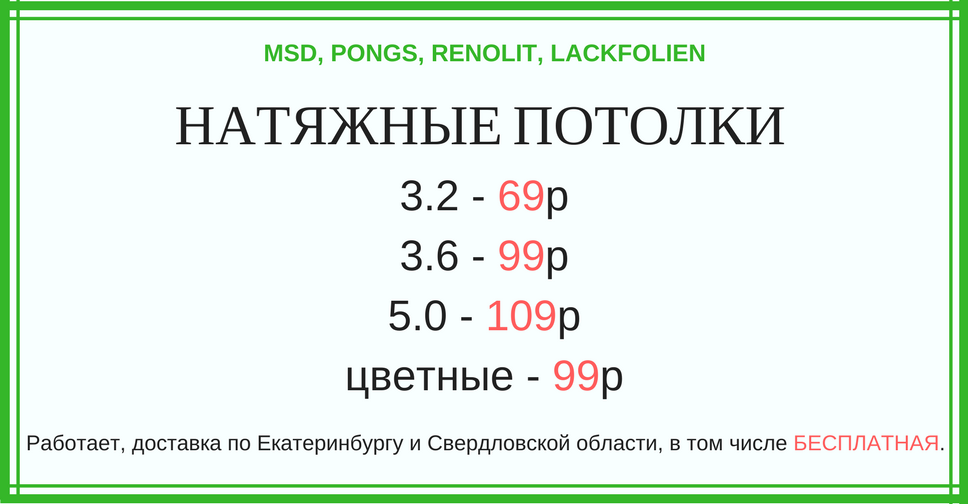 MSD, PONGS, RENOLIT, LACKFOLIEN
НАТЯЖНЫЕ ПОТОЛКИ
3.2 - 69р
3.6 - 99р
5.0 - 109р
цветные - 99р
Работает, доставка по Екатеринбургу и Свердловской области, в том числе БЕСПЛАТНАЯ.